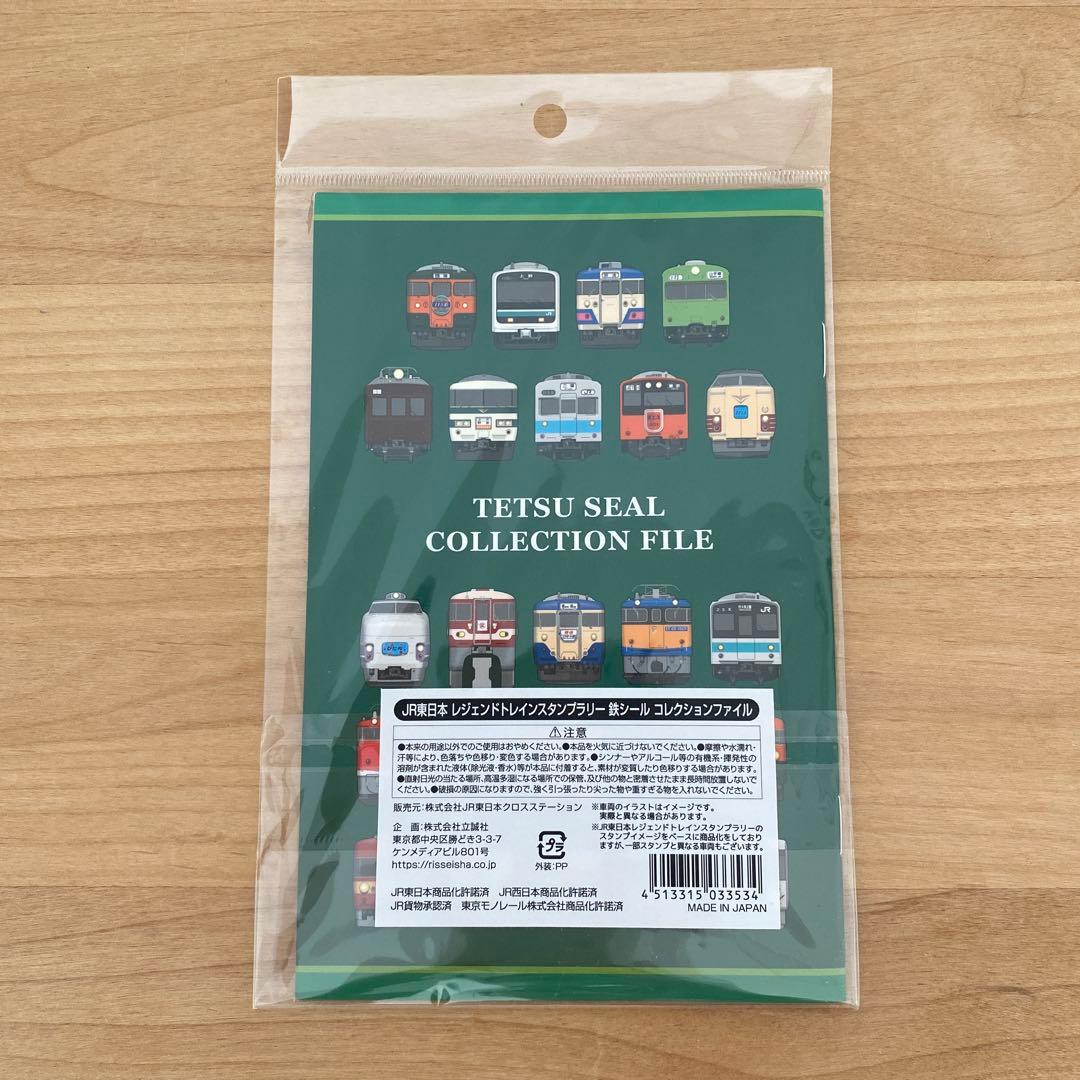 TETSU SEAL
COLLECTION FILE
JR
JR東日本 レジェンドトレインスタンプラリー 鉄シール コレクションファイル
⚠注意
●本来の用途以外でのご使用はおやめください。●本品を火気に近づけないでください。●摩擦や水濡れ・
汗等により、色落ちや色移り・変色する場合があります。●シンナーやアルコール等の有機系・揮発性の
溶剤が含まれた液体(除光液・香水)等が本品に付着すると、素材が変質したり色移りする場合があります。
●直射日光の当たる場所、高温多湿になる場所での保管、及び他の物と密着させたまま長時間放置しないで
ください。●破損の原因になりますので、強く引っ張ったり尖った物や重すぎる物を入れないでください。
販売元:株式会社JR東日本クロスステーション
企　画:株式会社立誠社
東京都中央区勝どき3-3-7
ケンメディアビル801号
https://risseisha.co.jp
※車両のイラストはイメージです。
実際と異なる場合があります。
※JR東日本レジェンドトレインスタンプラリーの
スタンプイメージをベースに商品化をしており
ますが、一部スタンプと異なる車両もございます。
プラ
外装:PP
4 513315 033534
JR東日本商品化許諾済　JR西日本商品化許諾済
JR貨物承認済　東京モノレール株式会社商品化許諾済
MADE IN JAPAN